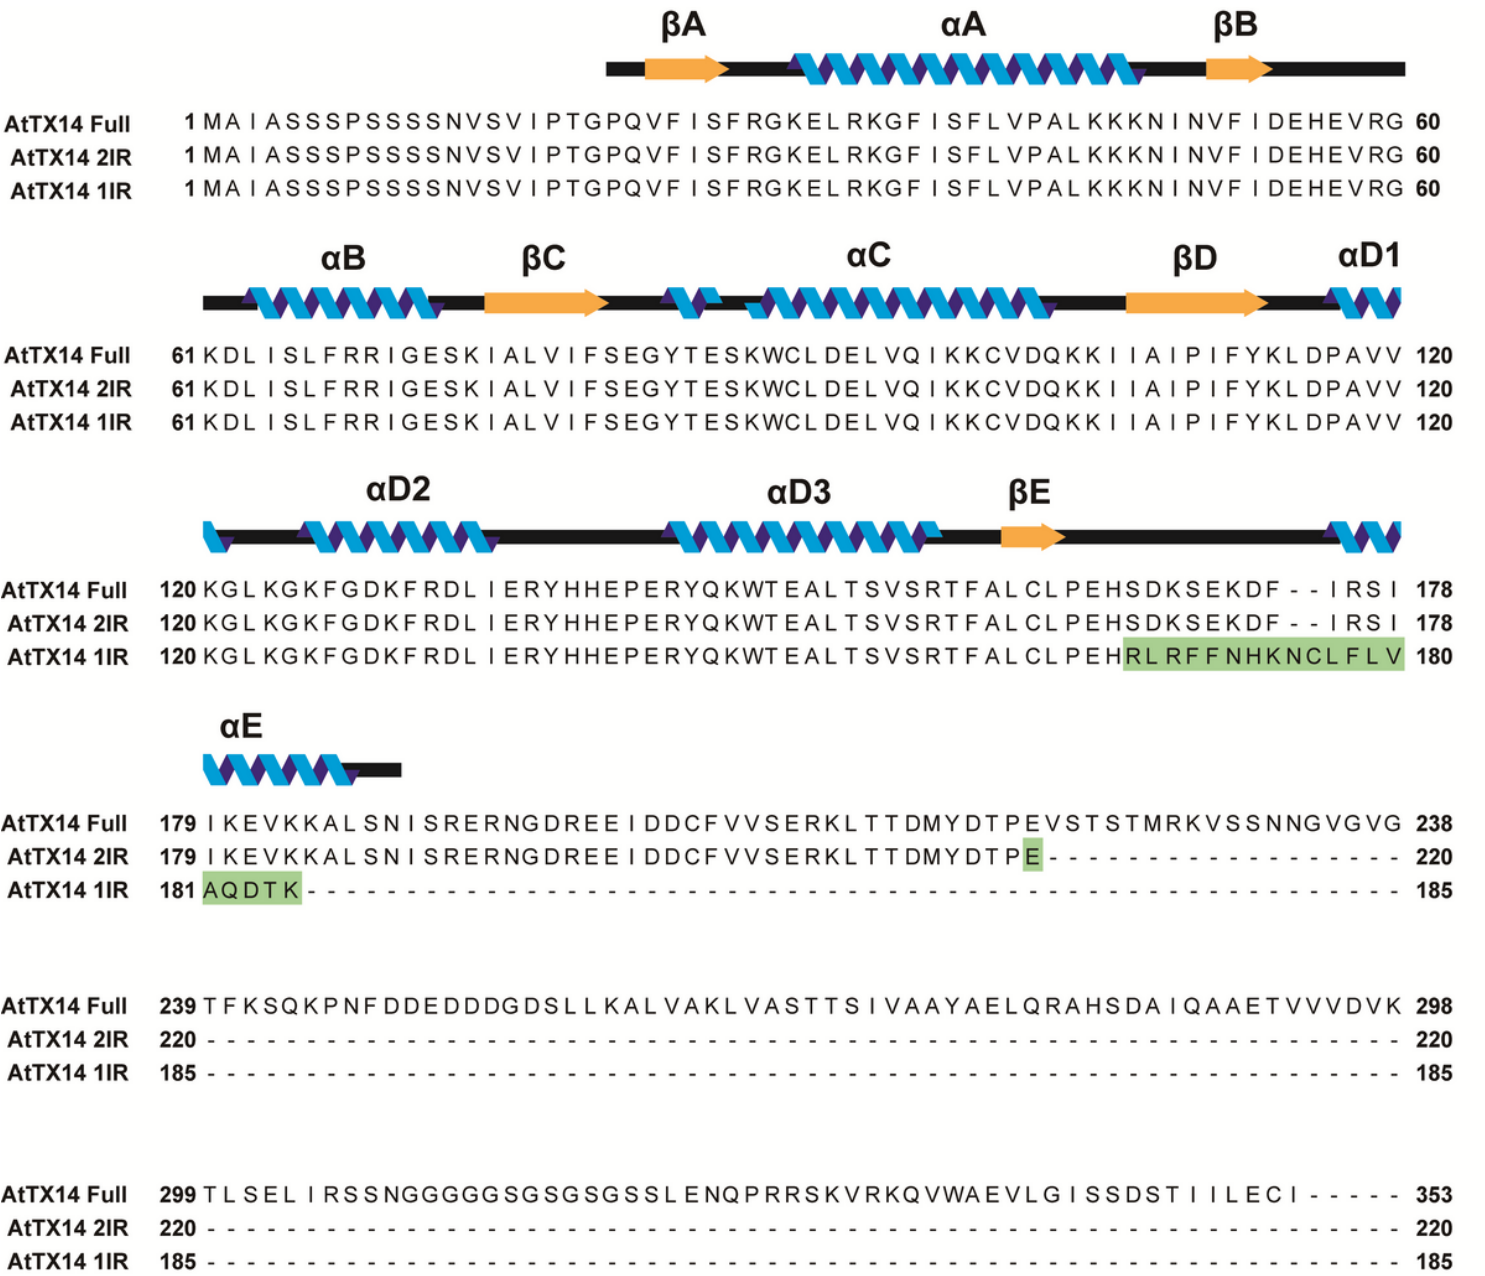 βA αA βB
AtTX14 Full 1 MAIASSSPSSSSNVSVIPTGPQVFISFRGKELRKGFISFLVPALKKKNINVFIDEHEVRG 60
AtTX14 2IR 1 MAIASSSPSSSSNVSVIPTGPQVFISFRGKELRKGFISFLVPALKKKNINVFIDEHEVRG 60
AtTX14 1IR 1 MAIASSSPSSSSNVSVIPTGPQVFISFRGKELRKGFISFLVPALKKKNINVFIDEHEVRG 60
αB βC αC βD αD1
AtTX14 Full 61 KDLISLFRRIGESKIALVIFSEGYTESKWCLDELVQIKKCVDQKKIIAIPIFYKLDPAVV 120
AtTX14 2IR 61 KDLISLFRRIGESKIALVIFSEGYTESKWCLDELVQIKKCVDQKKIIAIPIFYKLDPAVV 120
AtTX14 1IR 61 KDLISLFRRIGESKIALVIFSEGYTESKWCLDELVQIKKCVDQKKIIAIPIFYKLDPAVV 120
αD2 αD3 βE
AtTX14 Full 120 KGLKGKFGDKFRDLIERYHHEPERYQKWTEALTSVSRTFALCLPEHSDKSEKDF--IRSI 178
AtTX14 2IR 120 KGLKGKFGDKFRDLIERYHHEPERYQKWTEALTSVSRTFALCLPEHSDKSEKDF--IRSI 178
AtTX14 1IR 120 KGLKGKFGDKFRDLIERYHHEPERYQKWTEALTSVSRTFALCLPEHRLRFFNHKNCLFLV 180
αE
AtTX14 Full 179 IKEVKKALSNISRERNGDREEIDDCFVVSERKLTTDMYDTPEVSTSTMRKVSSNNGVGVG 238
AtTX14 2IR 179 IKEVKKALSNISRERNGDREEIDDCFVVSERKLTTDMYDTPE------------------ 220
AtTX14 1IR 181 AQDTK------------------------------------------------------- 185
AtTX14 Full 239 TFKSQKPNFDDEDDDGDSLLKALVAKLVASTTSIVAAYAELQRAHSDAIQAAETVVVDVK 298
AtTX14 2IR 220 ------------------------------------------------------------ 220
AtTX14 1IR 185 ------------------------------------------------------------ 185
AtTX14 Full 299 TLSELIRSSNGGGGGSGSGSGSSLENQPRRSKVRKQVWAEVLGISSDSTIILECI----- 353
AtTX14 2IR 220 ------------------------------------------------------------ 220
AtTX14 1IR 185 ------------------------------------------------------------ 185